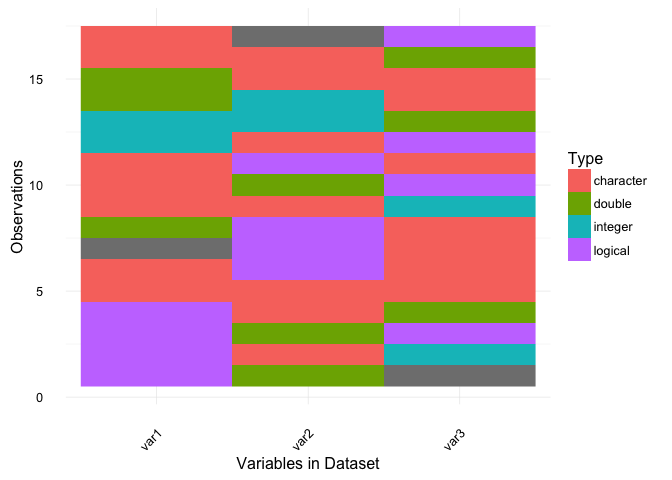 15
10
5
0
Observations
var1
var2
var3
Variables in Dataset
Type
character
double
integer
logical